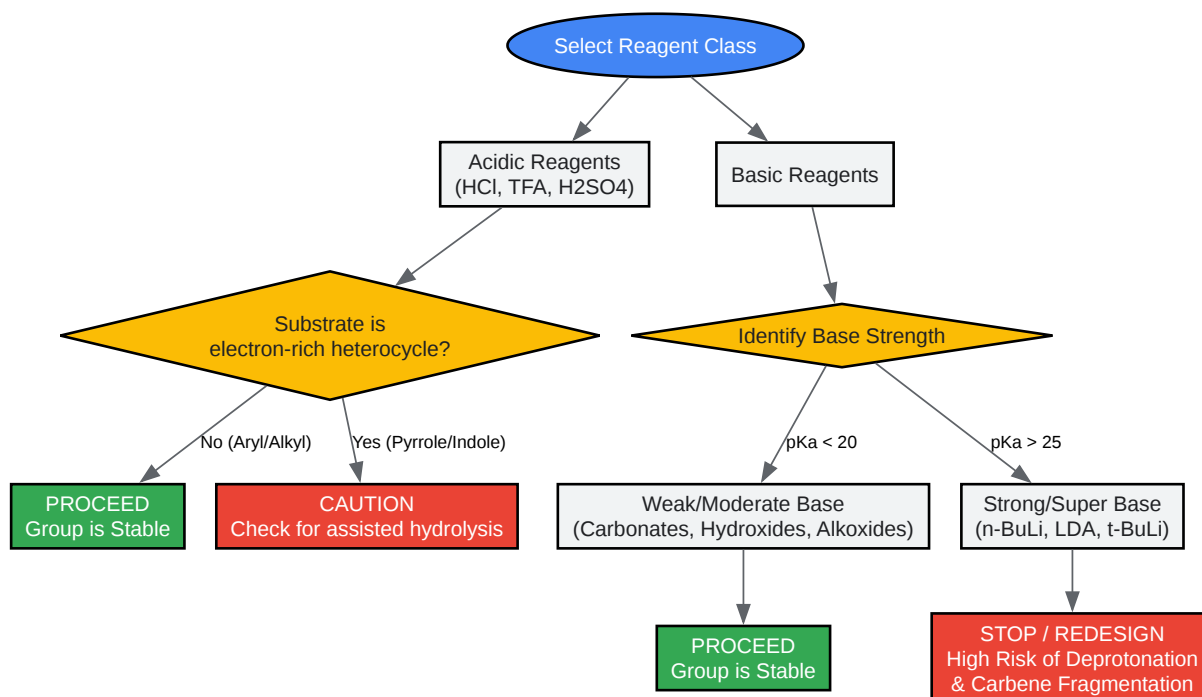 Select Reagent Class
Acidic Reagents
(HCl, TFA, H2SO4)
Basic Reagents
Substrate is
electron-rich heterocycle?
Identify Base Strength
No (Aryl/Alkyl)
Yes (Pyrrole/Indole)
pKa < 20
pKa > 25
PROCEED
Group is Stable
CAUTION
Check for assisted hydrolysis
Weak/Moderate Base
(Carbonates, Hydroxides, Alkoxides)
Strong/Super Base
(n-BuLi, LDA, t-BuLi)
PROCEED
Group is Stable
STOP / REDESIGN
High Risk of Deprotonation
& Carbene Fragmentation